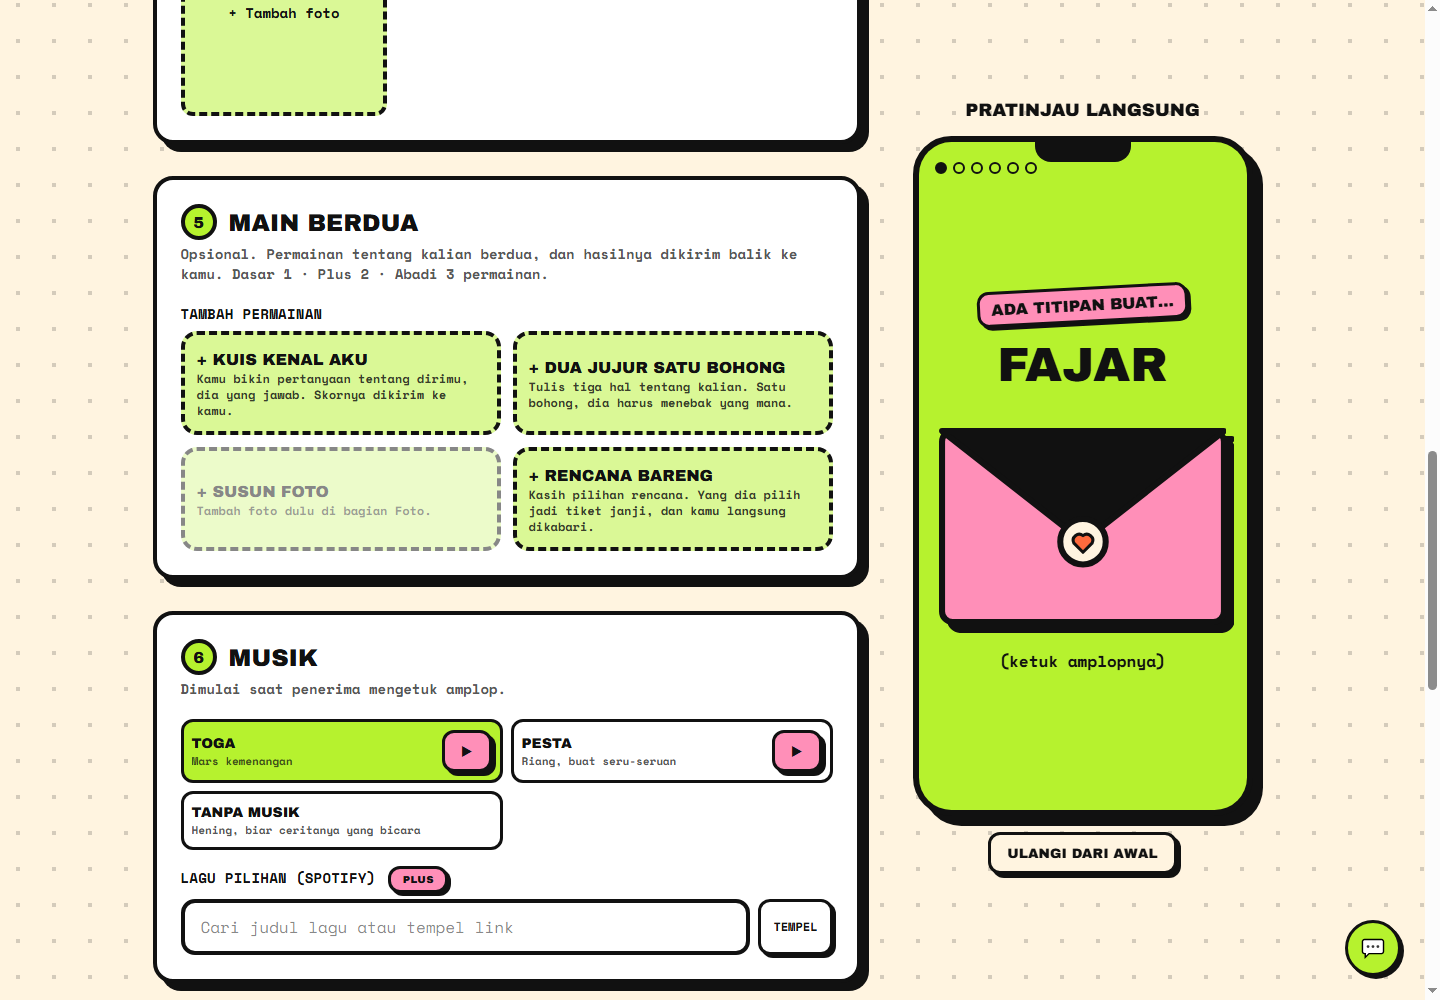 + Tambah foto
5
MAIN BERDUA
Opsional. Permainan tentang kalian berdua, dan hasilnya dikirim balik ke
kamu. Dasar 1 · Plus 2 · Abadi 3 permainan.
TAMBAH PERMAINAN
+ KUIS KENAL AKU
Kamu bikin pertanyaan tentang dirimu,
dia yang jawab. Skornya dikirim ke
kamu.
+ DUA JUJUR SATU BOHONG
Tulis tiga hal tentang kalian. Satu
bohong, dia harus menebak yang mana.
+ SUSUN FOTO
Tambah foto dulu di bagian Foto.
+ RENCANA BARENG
Kasih pilihan rencana. Yang dia pilih
jadi tiket janji, dan kamu langsung
dikabari.
6
MUSIK
Dimulai saat penerima mengetuk amplop.
TOGA
Mars kemenangan
PESTA
Riang, buat seru-seruan
TANPA MUSIK
Hening, biar ceritanya yang bicara
LAGU PILIHAN (SPOTIFY)
PLUS
Cari judul lagu atau tempel link
TEMPEL
PRATINJAU LANGSUNG
ADA TITIPAN BUAT...
FAJAR
(ketuk amplopnya)
ULANGI DARI AWAL